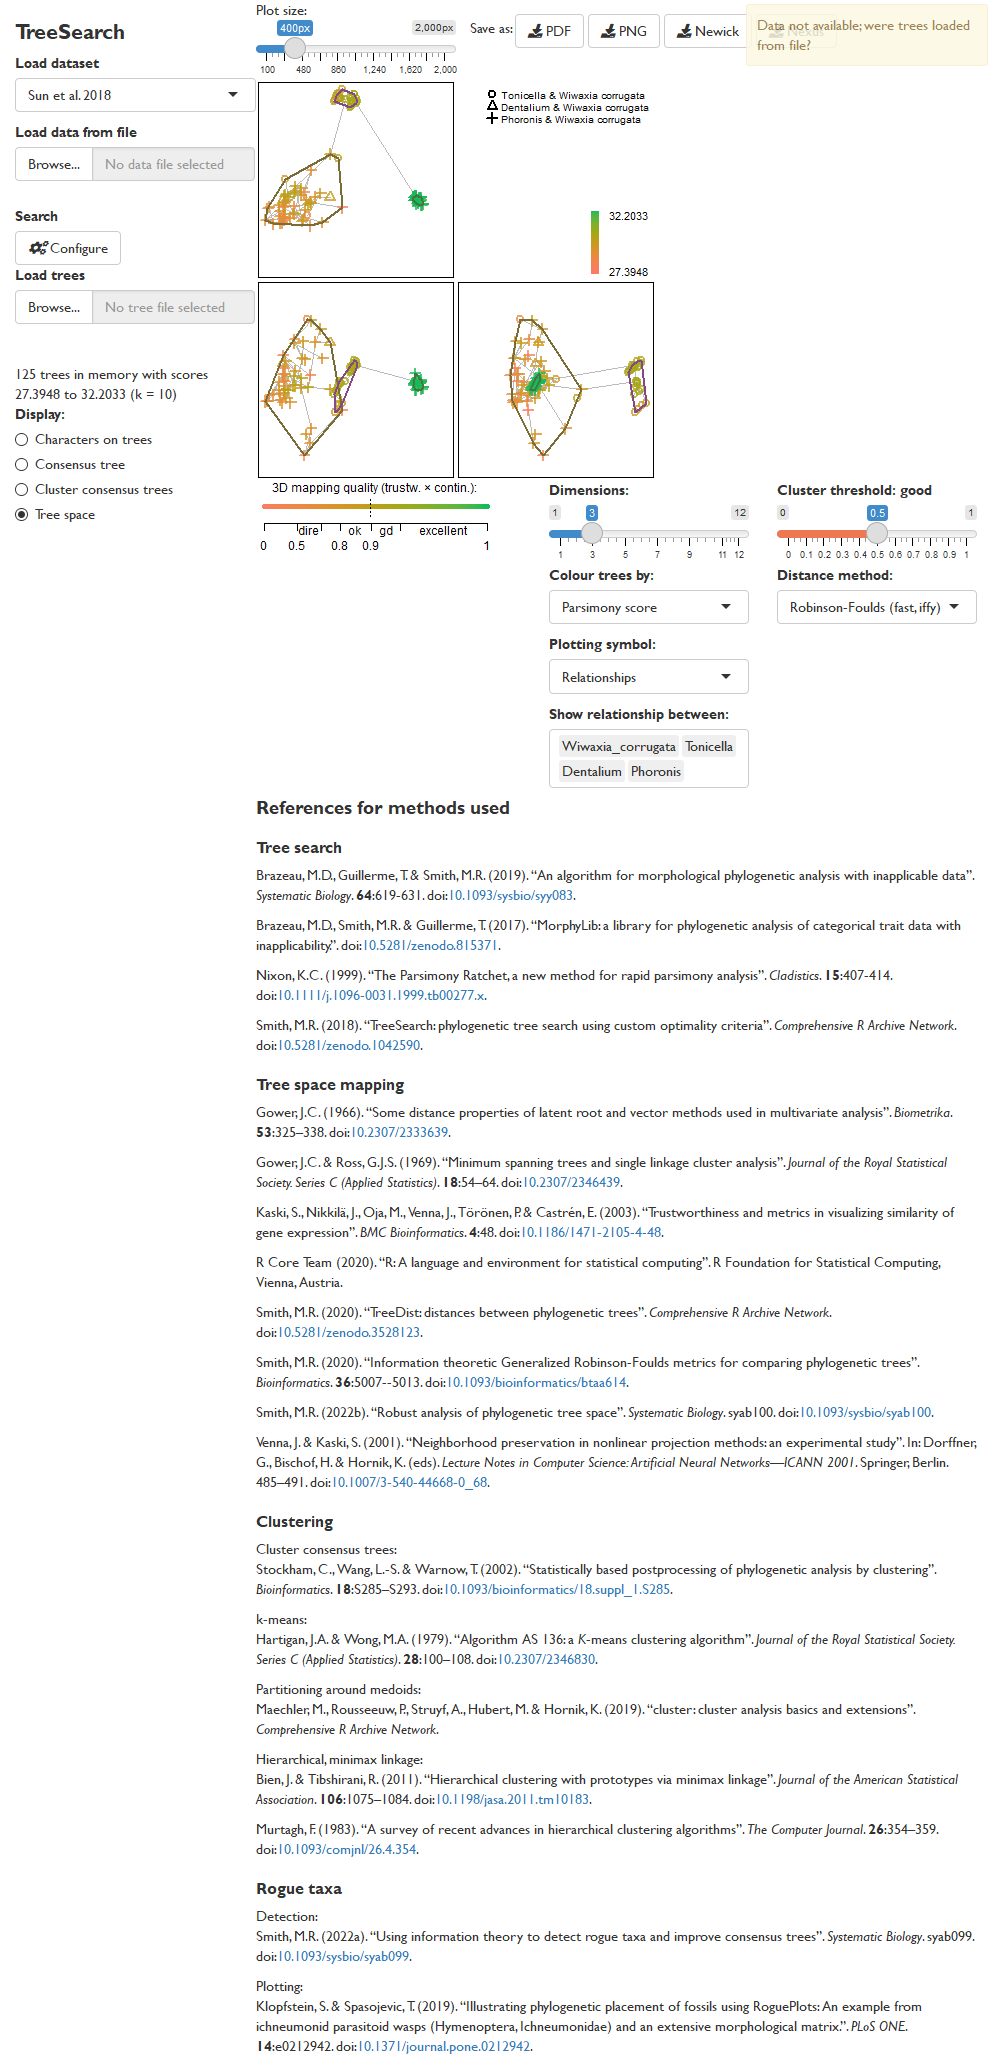 TreeSearch
Load dataset
Sun et al. 2018
Load data from file
Browse... No data file selected
Search
Configure
Load trees
Browse... No tree file selected
125 trees in memory with scores
27.3948 to 32.2033 (k = 10)
Display:
Characters on trees
Cluster consensus trees
Consensus tree
Tree space
Plot size:
400px 2,000px
100 480 860 1,240 1,620 2,000
Save as: PDF PNG Newick Nexus
Data not available; were trees loaded
from file?
Tonicella & Wiwaxia corrugata
Dentalium & Wiwaxia corrugata
Phoronis & Wiwaxia corrugata
32.2033
27.3948
3D mapping quality (trustw. × contin.):
dire ok gd excellent
0 0.5 0.8 0.9 1
Dimensions:
1 3 12
1 3 5 7 9 11 12
Cluster threshold: good
0 0.5 1
0 0.1 0.2 0.3 0.4 0.5 0.6 0.7 0.8 0.9 1
Colour trees by:
Parsimony score
Distance method:
Robinson-Foulds (fast, iffy)
Plotting symbol:
Relationships
Show relationship between:
Wiwaxia_corrugata Tonicella
Dentalium Phoronis
References for methods used
Tree search
Brazeau, M.D., Guillerme, T. & Smith, M.R. (2019). “An algorithm for morphological phylogenetic analysis with inapplicable data”.
Systematic Biology. 64:619-631. doi:10.1093/sysbio/syy083.
Brazeau, M.D., Smith, M.R. & Guillerme, T. (2017). “MorphyLib: a library for phylogenetic analysis of categorical trait data with
inapplicability.”. doi:10.5281/zenodo.815371.
Nixon, K.C. (1999). “The Parsimony Ratchet, a new method for rapid parsimony analysis”. Cladistics. 15:407-414.
doi:10.1111/j.1096-0031.1999.tb00277.x.
Smith, M.R. (2018). “TreeSearch: phylogenetic tree search using custom optimality criteria”. Comprehensive R Archive Network.
doi:10.5281/zenodo.1042590.
Tree space mapping
Gower, J.C. (1966). “Some distance properties of latent root and vector methods used in multivariate analysis”. Biometrika.
53:325–338. doi:10.2307/2333639.
Gower, J.C. & Ross, G.J.S. (1969). “Minimum spanning trees and single linkage cluster analysis”. Journal of the Royal Statistical
Society. Series C (Applied Statistics). 18:54–64. doi:10.2307/2346439.
Kaski, S., Nikkilä, J., Oja, M., Venna, J., Törönen, P. & Castrén, E. (2003). “Trustworthiness and metrics in visualizing similarity of
gene expression”. BMC Bioinformatics. 4:48. doi:10.1186/1471-2105-4-48.
R Core Team (2020). “R: A language and environment for statistical computing”. R Foundation for Statistical Computing,
Vienna, Austria.
Smith, M.R. (2020). “TreeDist: distances between phylogenetic trees”. Comprehensive R Archive Network.
doi:10.5281/zenodo.3528123.
Smith, M.R. (2020). “Information theoretic Generalized Robinson-Foulds metrics for comparing phylogenetic trees”.
Bioinformatics. 36:5007--5013. doi:10.1093/bioinformatics/btaa614.
Smith, M.R. (2022b). “Robust analysis of phylogenetic tree space”. Systematic Biology. syab100. doi:10.1093/sysbio/syab100.
Venna, J. & Kaski, S. (2001). “Neighborhood preservation in nonlinear projection methods: an experimental study”. In: Dorffner,
G., Bischof, H. & Hornik, K. (eds). Lecture Notes in Computer Science: Artificial Neural Networks—ICANN 2001. Springer, Berlin.
485–491. doi:10.1007/3-540-44668-0_68.
Clustering
Cluster consensus trees:
Stockham, C., Wang, L.-S. & Warnow, T. (2002). “Statistically based postprocessing of phylogenetic analysis by clustering”.
Bioinformatics. 18:S285–S293. doi:10.1093/bioinformatics/18.suppl_1.S285.
k-means:
Hartigan, J.A. & Wong, M.A. (1979). “Algorithm AS 136: a K-means clustering algorithm”. Journal of the Royal Statistical Society.
Series C (Applied Statistics). 28:100–108. doi:10.2307/2346830.
Partitioning around medoids:
Maechler, M., Rousseeuw, P., Struyf, A., Hubert, M. & Hornik, K. (2019). “cluster: cluster analysis basics and extensions”.
Comprehensive R Archive Network.
Hierarchical, minimax linkage:
Bien, J. & Tibshirani, R. (2011). “Hierarchical clustering with prototypes via minimax linkage”. Journal of the American Statistical
Association. 106:1075–1084. doi:10.1198/jasa.2011.tm10183.
Murtagh, F. (1983). “A survey of recent advances in hierarchical clustering algorithms”. The Computer Journal. 26:354–359.
doi:10.1093/comjnl/26.4.354.
Rogue taxa
Detection:
Smith, M.R. (2022a). “Using information theory to detect rogue taxa and improve consensus trees”. Systematic Biology. syab099.
doi:10.1093/sysbio/syab099.
Plotting:
Klopfstein, S. & Spasojevic, T. (2019). “Illustrating phylogenetic placement of fossils using RoguePlots: An example from
ichneumonid parasitoid wasps (Hymenoptera, Ichneumonidae) and an extensive morphological matrix.”. PLoS ONE.
14:e0212942. doi:10.1371/journal.pone.0212942.